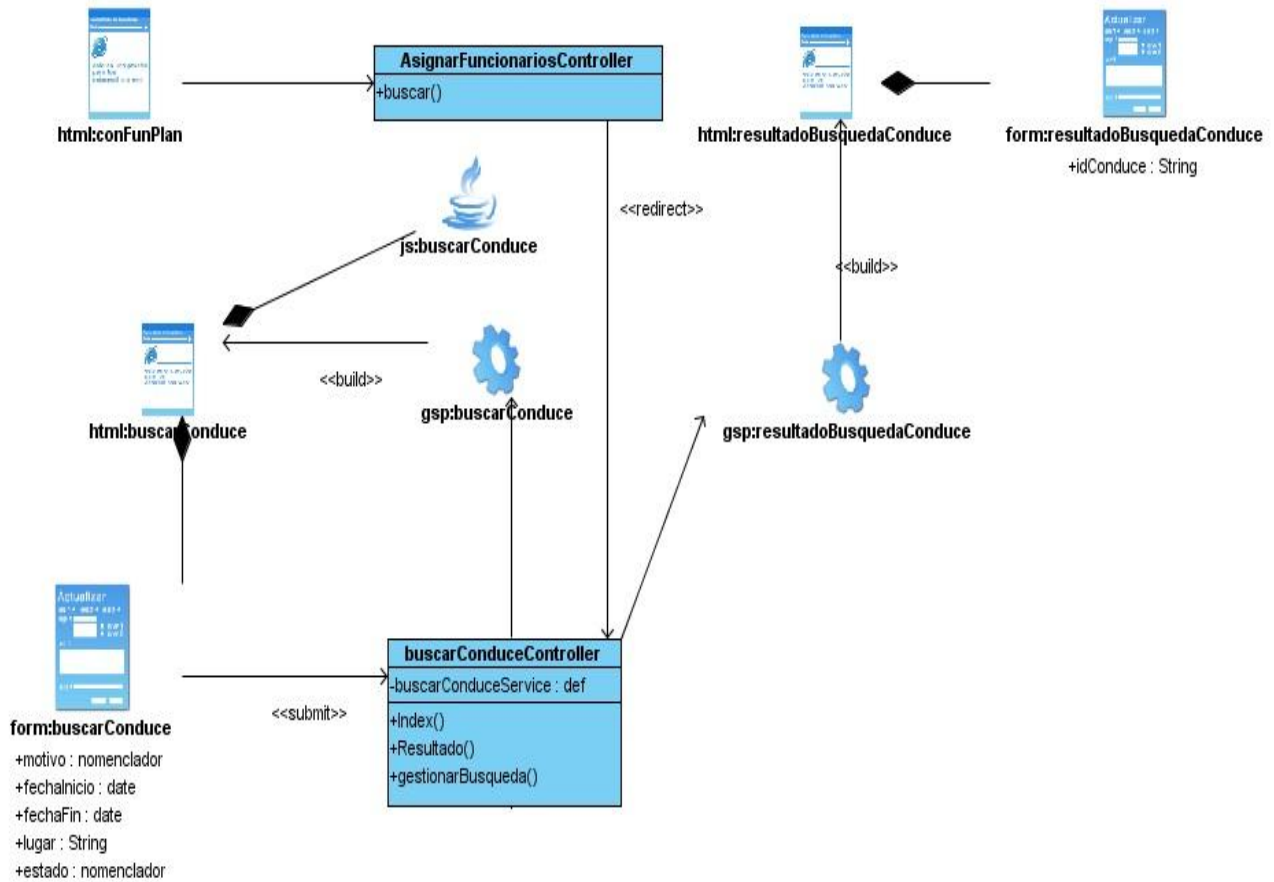 AsignarFuncionariosController
+buscar()
html:conFunPlan
html:resultadoBusquedaConduce
Actualizar
form:resultadoBusquedaConduce
+idConduce : String
<<redirect>>
js:buscarConduce
<<build>>
<<build>>
html:buscarConduce
gsp:buscarConduce
gsp:resultadoBusquedaConduce
Actualizar
form:buscarConduce
+motivo : nomenclador
+fechaInicio : date
+fechaFin : date
+lugar : String
+estado : nomenclador
<<submit>>
buscarConduceController
-buscarConduceService : def
+Index()
+Resultado()
+gestionarBusqueda()